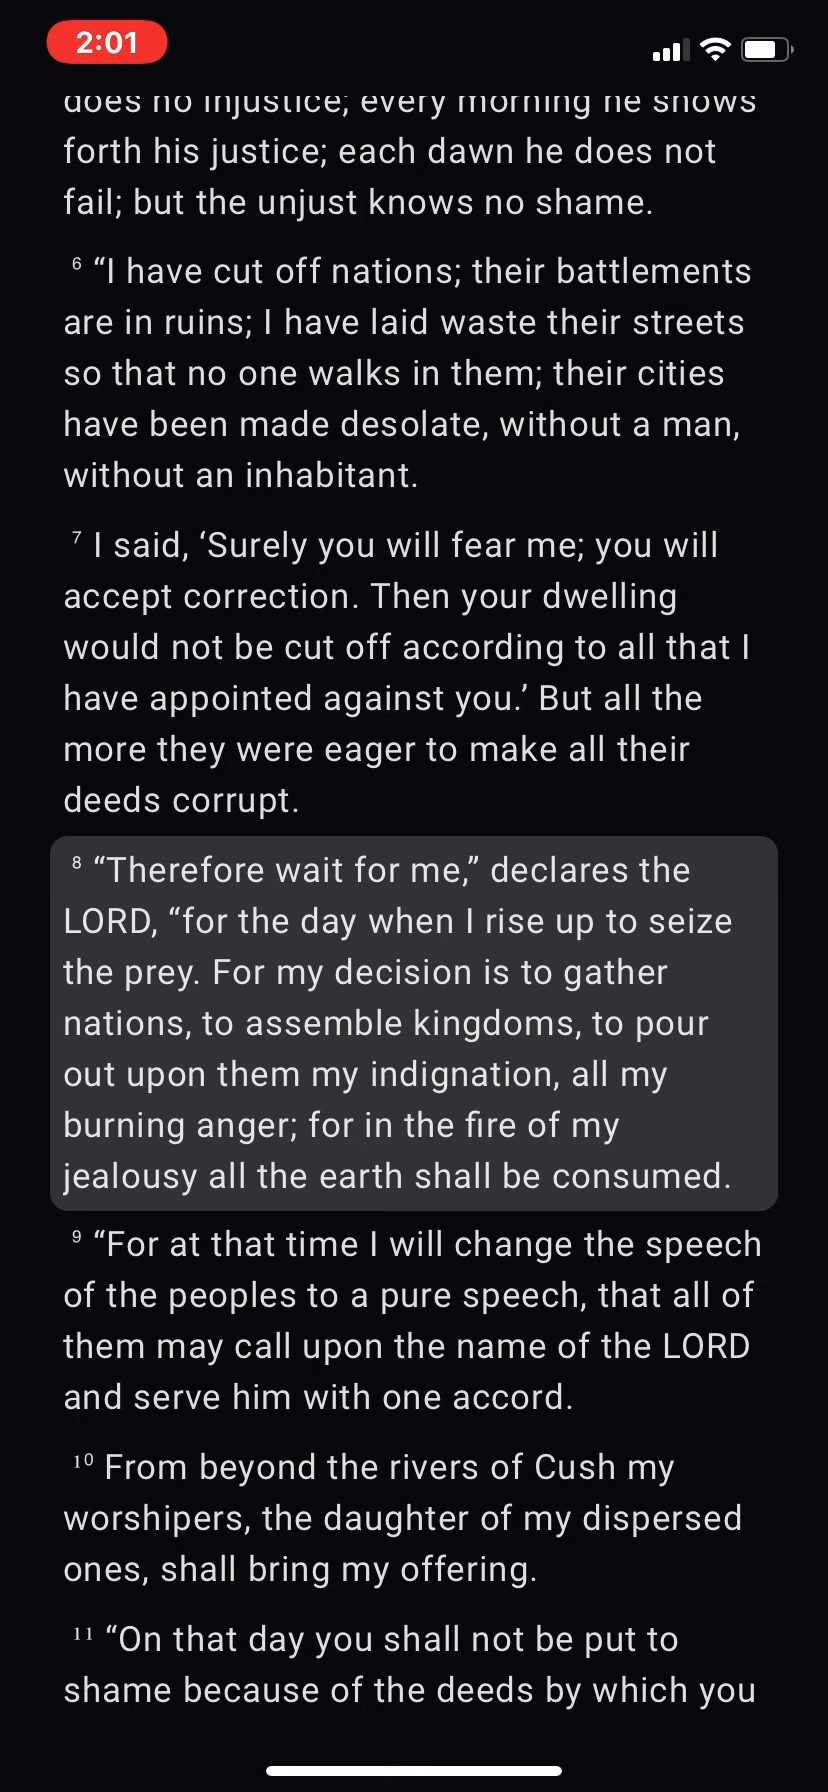 2:01
does no injustice; every morning he shows
forth his justice; each dawn he does not
fail; but the unjust knows no shame.
6 “I have cut off nations; their battlements
are in ruins; I have laid waste their streets
so that no one walks in them; their cities
have been made desolate, without a man,
without an inhabitant.
7 I said, ‘Surely you will fear me; you will
accept correction. Then your dwelling
would not be cut off according to all that I
have appointed against you.’ But all the
more they were eager to make all their
deeds corrupt.
8 “Therefore wait for me,” declares the
LORD, “for the day when I rise up to seize
the prey. For my decision is to gather
nations, to assemble kingdoms, to pour
out upon them my indignation, all my
burning anger; for in the fire of my
jealousy all the earth shall be consumed.
9 “For at that time I will change the speech
of the peoples to a pure speech, that all of
them may call upon the name of the LORD
and serve him with one accord.
10 From beyond the rivers of Cush my
worshipers, the daughter of my dispersed
ones, shall bring my offering.
11 “On that day you shall not be put to
shame because of the deeds by which you